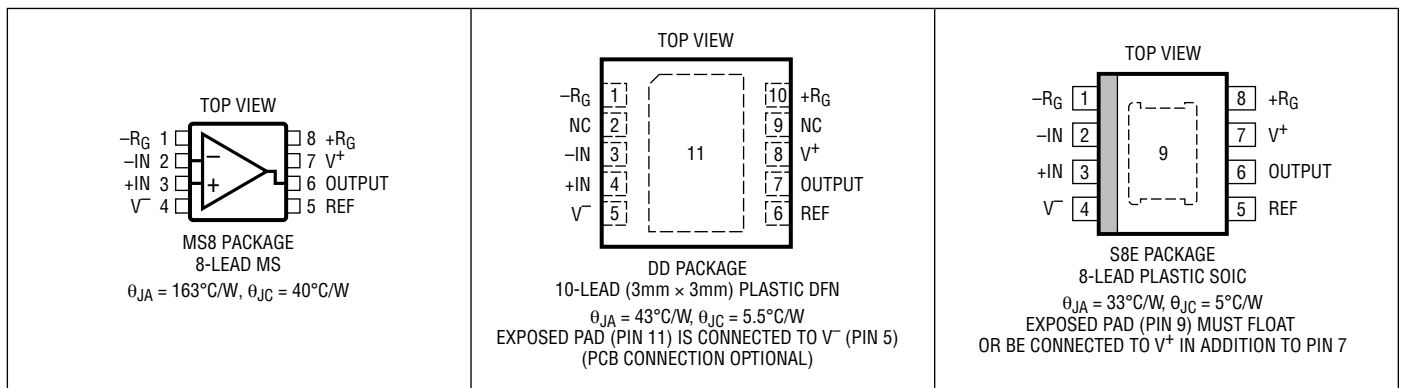 TOP VIEW
–RG 1
–IN 2
+IN 3
V– 4
–
+
8 +RG
7 V+
6 OUTPUT
5 REF
MS8 PACKAGE
8-LEAD MS
θJA = 163°C/W, θJC = 40°C/W
TOP VIEW
–RG 1
NC 2
–IN 3
+IN 4
V– 5
11
10 +RG
9 NC
8 V+
7 OUTPUT
6 REF
DD PACKAGE
10-LEAD (3mm × 3mm) PLASTIC DFN
θJA = 43°C/W, θJC = 5.5°C/W
EXPOSED PAD (PIN 11) IS CONNECTED TO V– (PIN 5)
(PCB CONNECTION OPTIONAL)
TOP VIEW
–RG 1
–IN 2
+IN 3
V– 4
9
8 +RG
7 V+
6 OUTPUT
5 REF
S8E PACKAGE
8-LEAD PLASTIC SOIC
θJA = 33°C/W, θJC = 5°C/W
EXPOSED PAD (PIN 9) MUST FLOAT
OR BE CONNECTED TO V+ IN ADDITION TO PIN 7